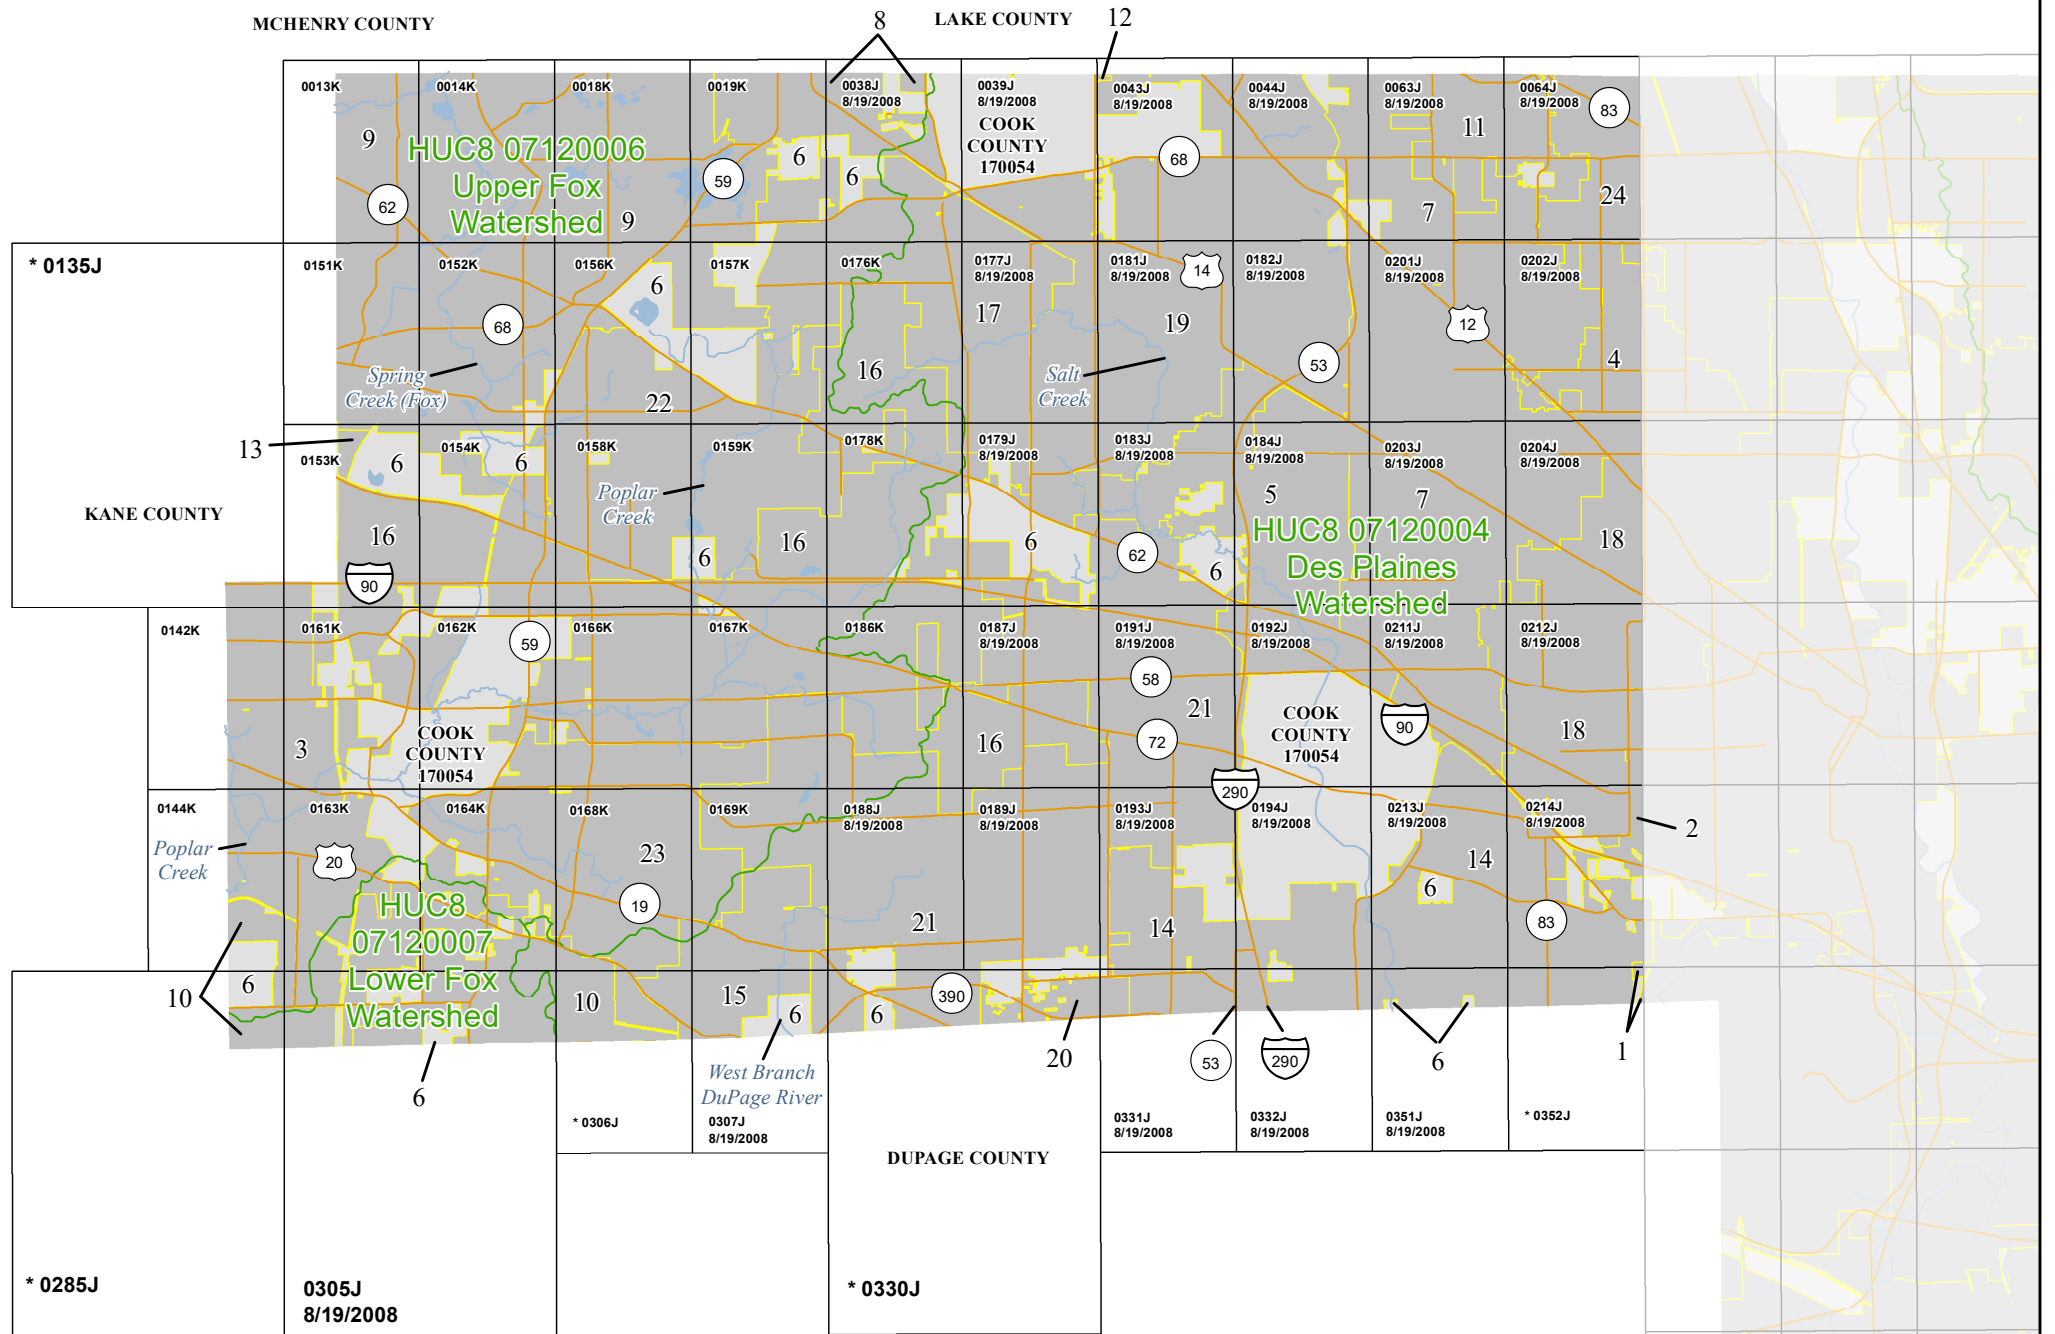 MCHENRY COUNTY
8
LAKE COUNTY
12
0013K
0014K
0018K
0019K
0038J
8/19/2008
0039J
8/19/2008
0043J
8/19/2008
0044J
8/19/2008
0063J
8/19/2008
0064J
8/19/2008
83
COOK
COUNTY
170054
9
HUC8 07120006
Upper Fox
Watershed
11
6
6
59
68
62
9
7
24
* 0135J
0151K
0152K
0156K
0157K
0176K
0177J
8/19/2008
0181J
8/19/2008
14
0182J
8/19/2008
0201J
8/19/2008
0202J
8/19/2008
6
68
17
19
12
53
4
Spring
Creek (Fox)
16
Salt
Creek
22
13
0153K
6
0154K
6
0158K
0159K
0178K
0179J
8/19/2008
0183J
8/19/2008
0184J
8/19/2008
0203J
8/19/2008
0204J
8/19/2008
KANE COUNTY
Poplar
Creek
5
7
HUC8 07120004
Des Plaines
Watershed
16
6
16
6
62
6
18
90
0142K
0161K
0162K
59
0166K
0167K
0186K
0187J
8/19/2008
0191J
8/19/2008
0192J
8/19/2008
0211J
8/19/2008
0212J
8/19/2008
58
21
COOK
COUNTY
170054
90
18
3
COOK
COUNTY
170054
16
72
290
0144K
0163K
0164K
0168K
0169K
0188J
8/19/2008
0189J
8/19/2008
0193J
8/19/2008
0194J
8/19/2008
0213J
8/19/2008
0214J
8/19/2008
2
Poplar
Creek
20
23
14
6
HUC8
07120007
Lower Fox
Watershed
19
21
14
83
10
6
10
15
6
6
390
20
53
290
6
1
6
West Branch
DuPage River
* 0306J
0307J
8/19/2008
0331J
8/19/2008
0332J
8/19/2008
0351J
8/19/2008
* 0352J
DUPAGE COUNTY
* 0285J
0305J
8/19/2008
* 0330J